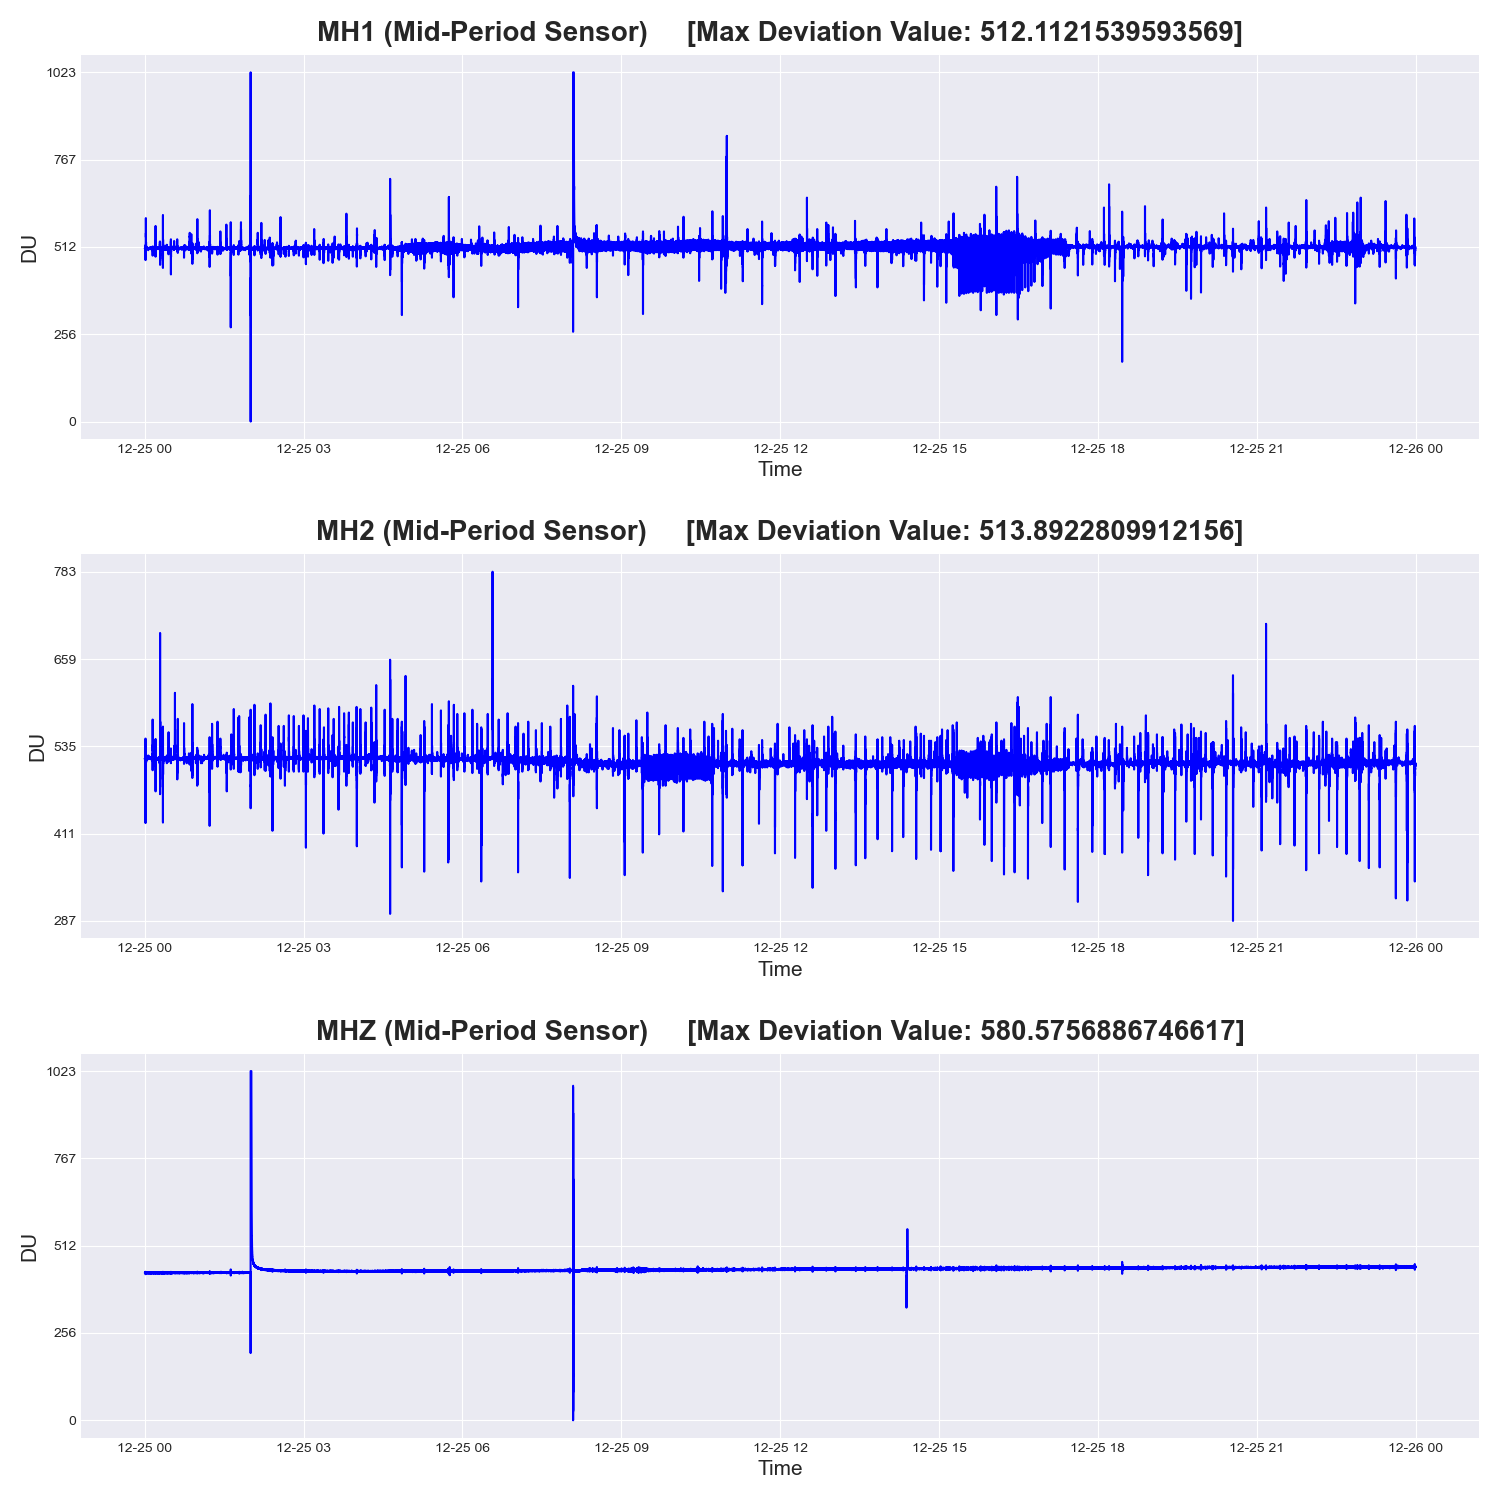 MH1 (Mid-Period Sensor) [Max Deviation Value: 512.1121539593569]
1023
767
512
256
0
DU
12-25 00 12-25 03 12-25 06 12-25 09 12-25 12 12-25 15 12-25 18 12-25 21 12-26 00
Time
MH2 (Mid-Period Sensor) [Max Deviation Value: 513.8922809912156]
783
659
535
411
287
DU
12-25 00 12-25 03 12-25 06 12-25 09 12-25 12 12-25 15 12-25 18 12-25 21 12-26 00
Time
MHZ (Mid-Period Sensor) [Max Deviation Value: 580.5756886746617]
1023
767
512
256
0
DU
12-25 00 12-25 03 12-25 06 12-25 09 12-25 12 12-25 15 12-25 18 12-25 21 12-26 00
Time